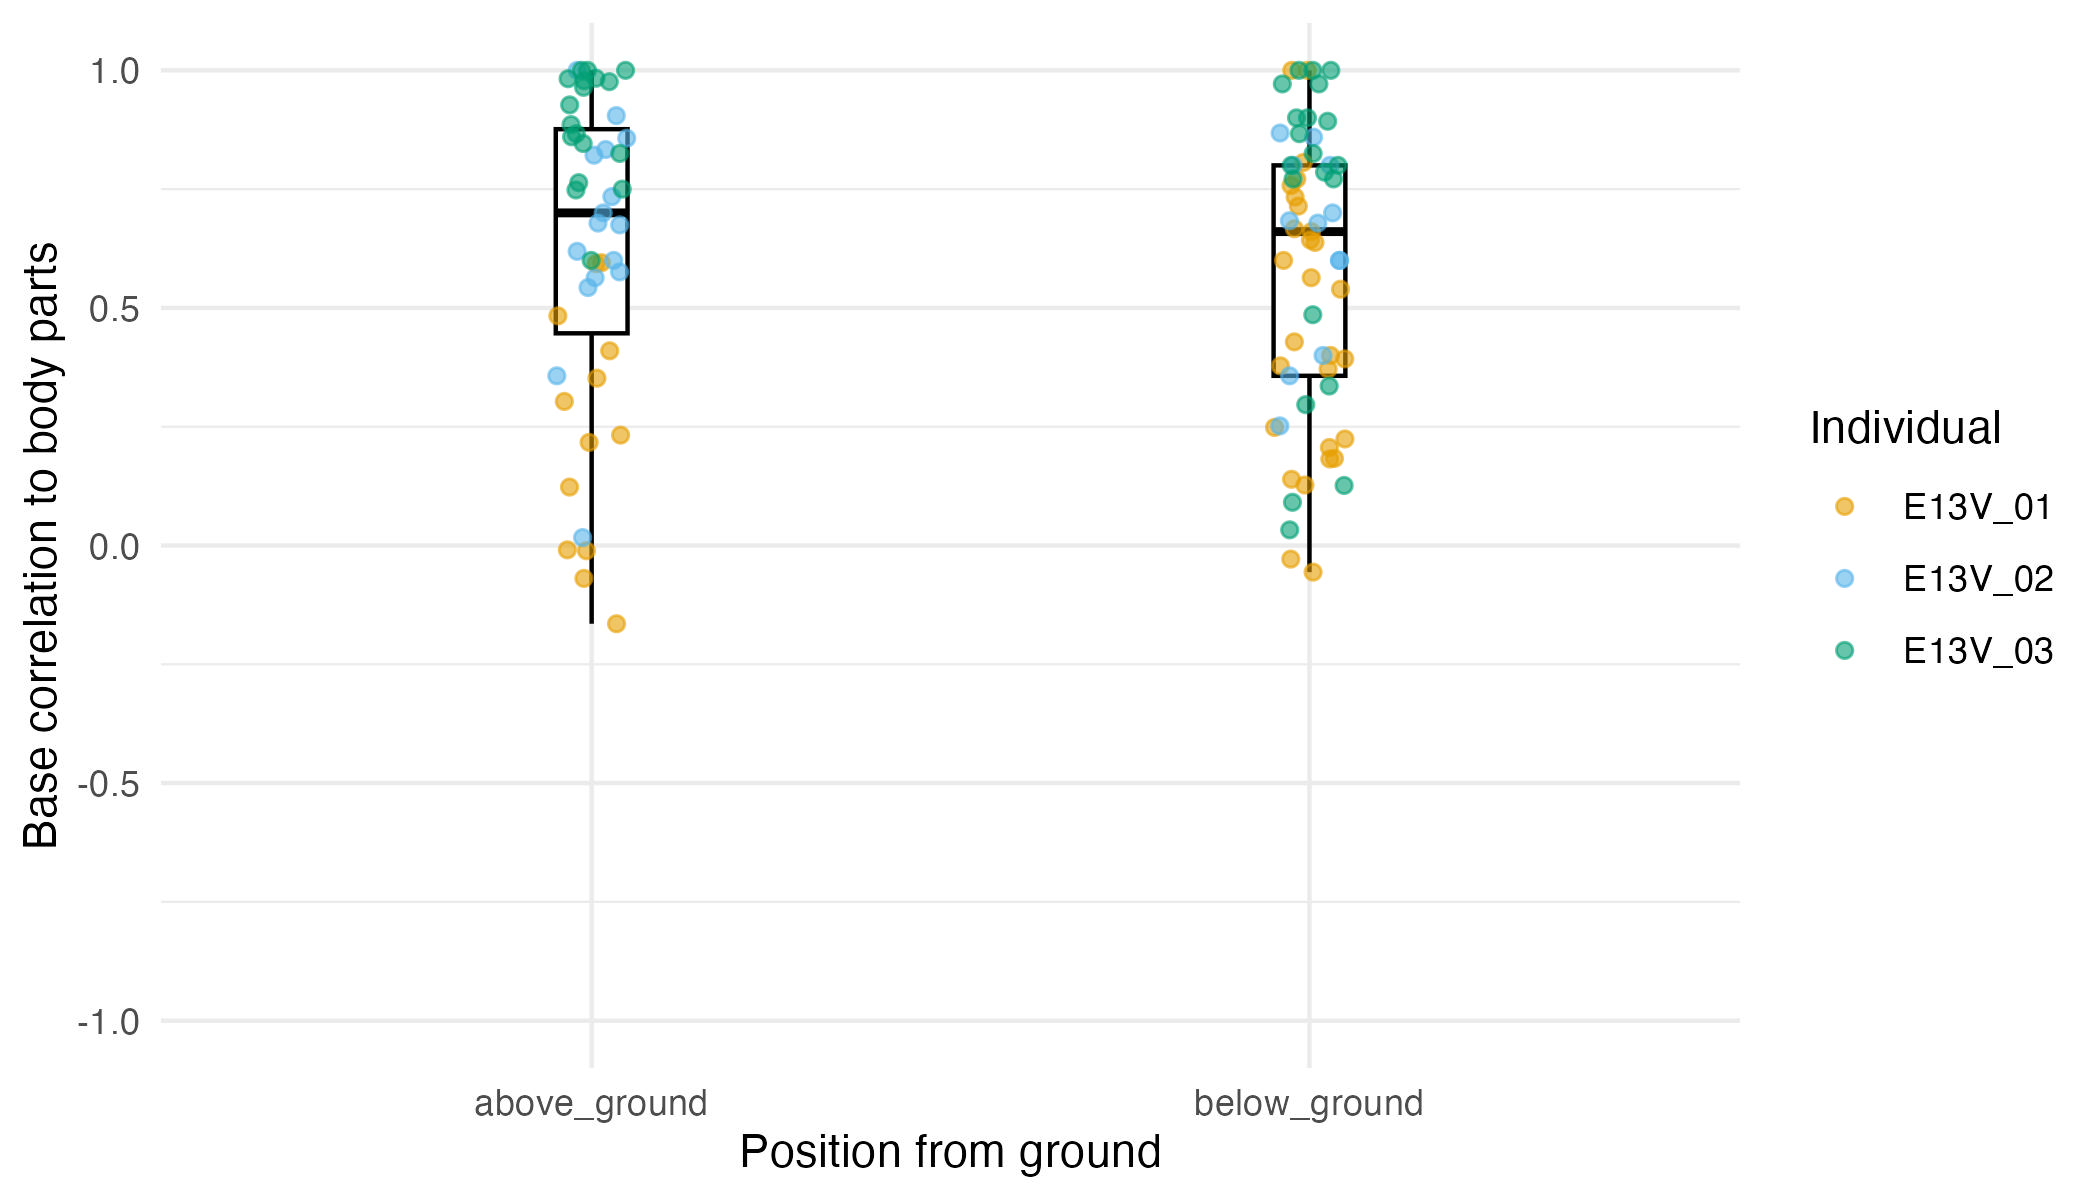 Base correlation to body parts
1.0
0.5
0.0
-0.5
-1.0
above_ground
below_ground
Position from ground
Individual
E13V_01
E13V_02
E13V_03